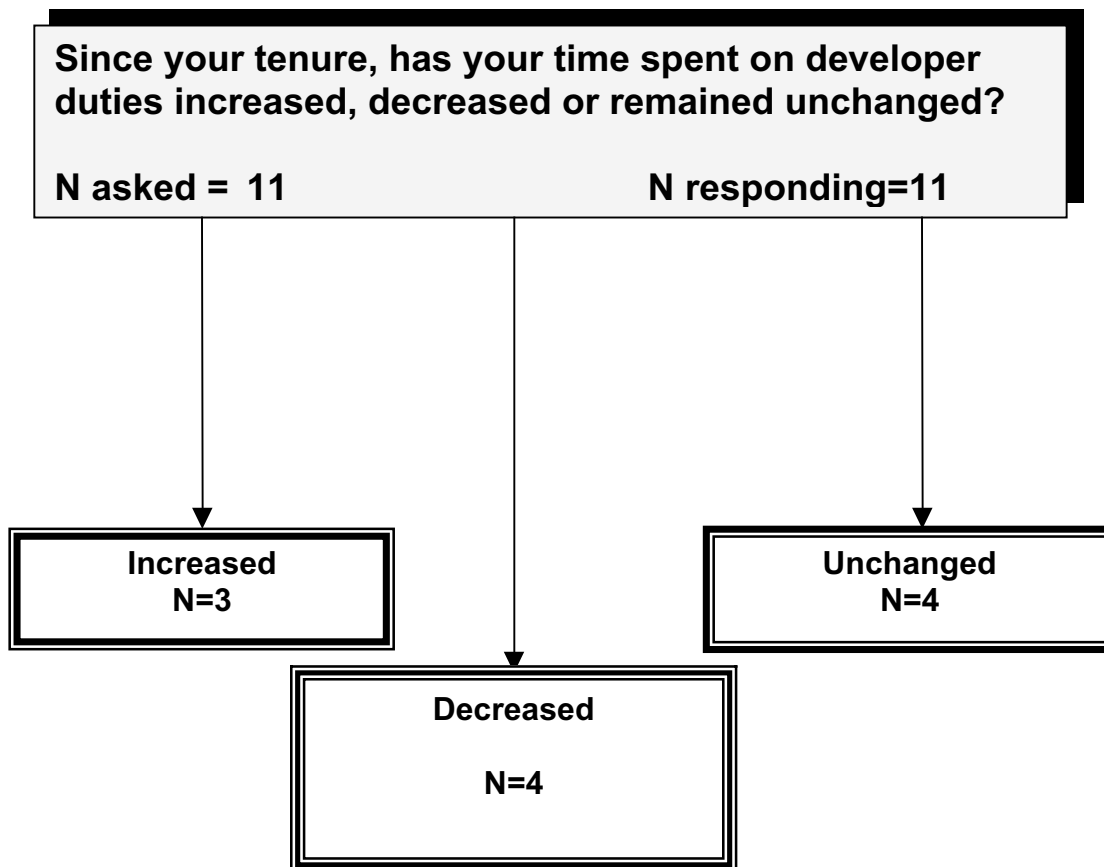 Since your tenure, has your time spent on developer
duties increased, decreased or remained unchanged?
N asked = 11 N responding=11
Increased
N=3
Unchanged
N=4
Decreased
N=4